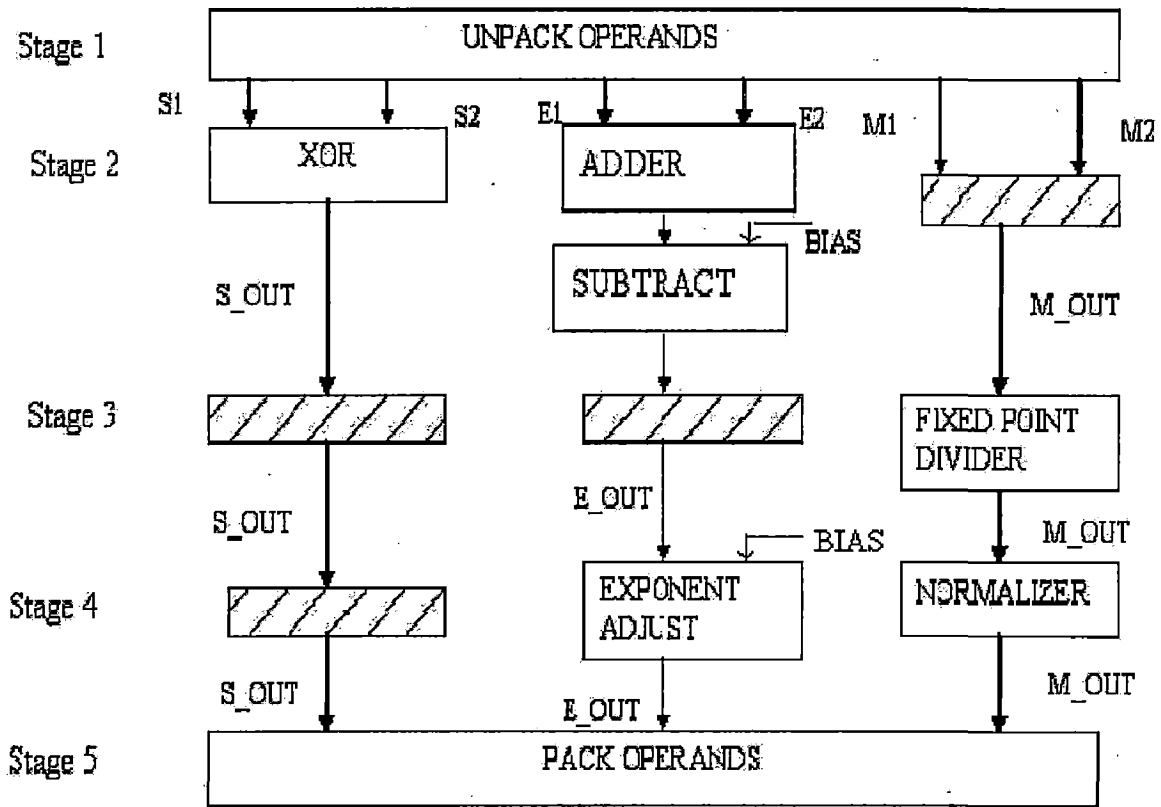 Stage 1
UNPACK OPERANDS
S1
S2
E1
E2
M1
M2
Stage 2
XOR
ADDER
BIAS
SUBTRACT
S_OUT
M_OUT
Stage 3
FIXED POINT
DIVIDER
S_OUT
E_OUT
M_OUT
BIAS
Stage 4
EXPONENT
ADJUST
NORMALIZER
S_OUT
E_OUT
M_OUT
Stage 5
PACK OPERANDS